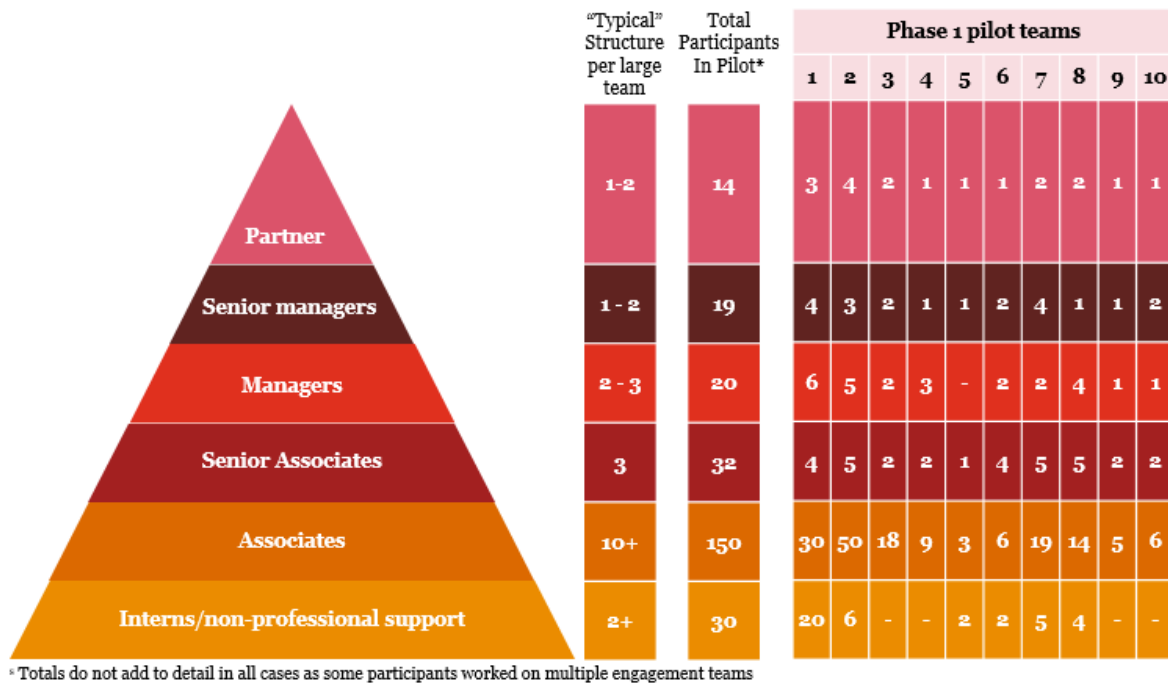 “Typical” Structure per large team
Total Participants In Pilot*
Phase 1 pilot teams
1 2 3 4 5 6 7 8 9 10
Partner 1-2 14 3 4 2 1 1 1 2 2 1 1
Senior managers 1 - 2 19 4 3 2 1 1 2 4 1 1 2
Managers 2 - 3 20 6 5 2 3 - 2 2 4 1 1
Senior Associates 3 32 4 5 2 2 1 4 5 5 2 2
Associates 10+ 150 30 50 18 9 3 6 19 14 5 6
Interns/non-professional support 2+ 30 20 6 - - 2 2 5 4 - -
* Totals do not add to detail in all cases as some participants worked on multiple engagement teams